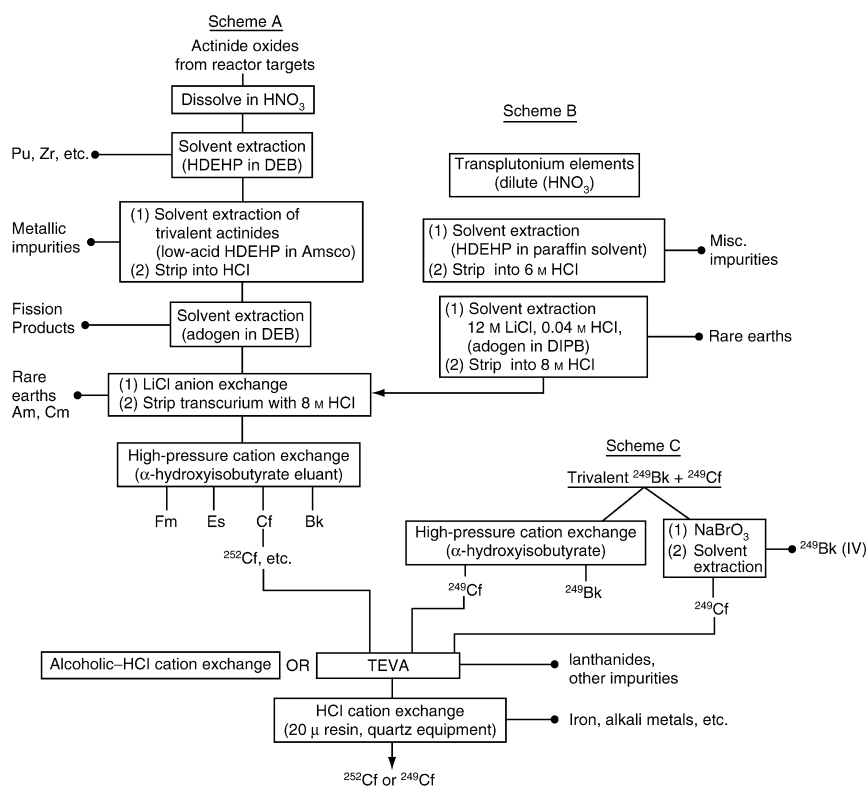 Scheme A
Actinide oxides
from reactor targets
Dissolve in HNO₃
Pu, Zr, etc.
Solvent extraction
(HDEHP in DEB)
Metallic
impurities
(1) Solvent extraction of
trivalent actinides
(low-acid HDEHP in Amsco)
(2) Strip into HCl
Fission
Products
Solvent extraction
(adogen in DEB)
Rare
earths
Am, Cm
(1) LiCl anion exchange
(2) Strip transcurium with 8 M HCl
High-pressure cation exchange
(α-hydroxyisobutyrate eluant)
Fm Es Cf Bk
²⁵²Cf, etc.
Scheme B
Transplutonium elements
(dilute (HNO₃)
(1) Solvent extraction
(HDEHP in paraffin solvent)
(2) Strip into 6 M HCl
Misc.
impurities
(1) Solvent extraction
12 M LiCl, 0.04 M HCl,
(adogen in DIPB)
(2) Strip into 8 M HCl
Rare earths
Scheme C
Trivalent ²⁴⁹Bk + ²⁴⁹Cf
High-pressure cation exchange
(α-hydroxyisobutyrate)
²⁴⁹Cf ²⁴⁹Bk
(1) NaBrO₃
(2) Solvent
extraction
²⁴⁹Bk (IV)
²⁴⁹Cf
Alcoholic–HCl cation exchange OR TEVA
lanthanides,
other impurities
HCl cation exchange
(20 μ resin, quartz equipment)
Iron, alkali metals, etc.
²⁵²Cf or ²⁴⁹Cf